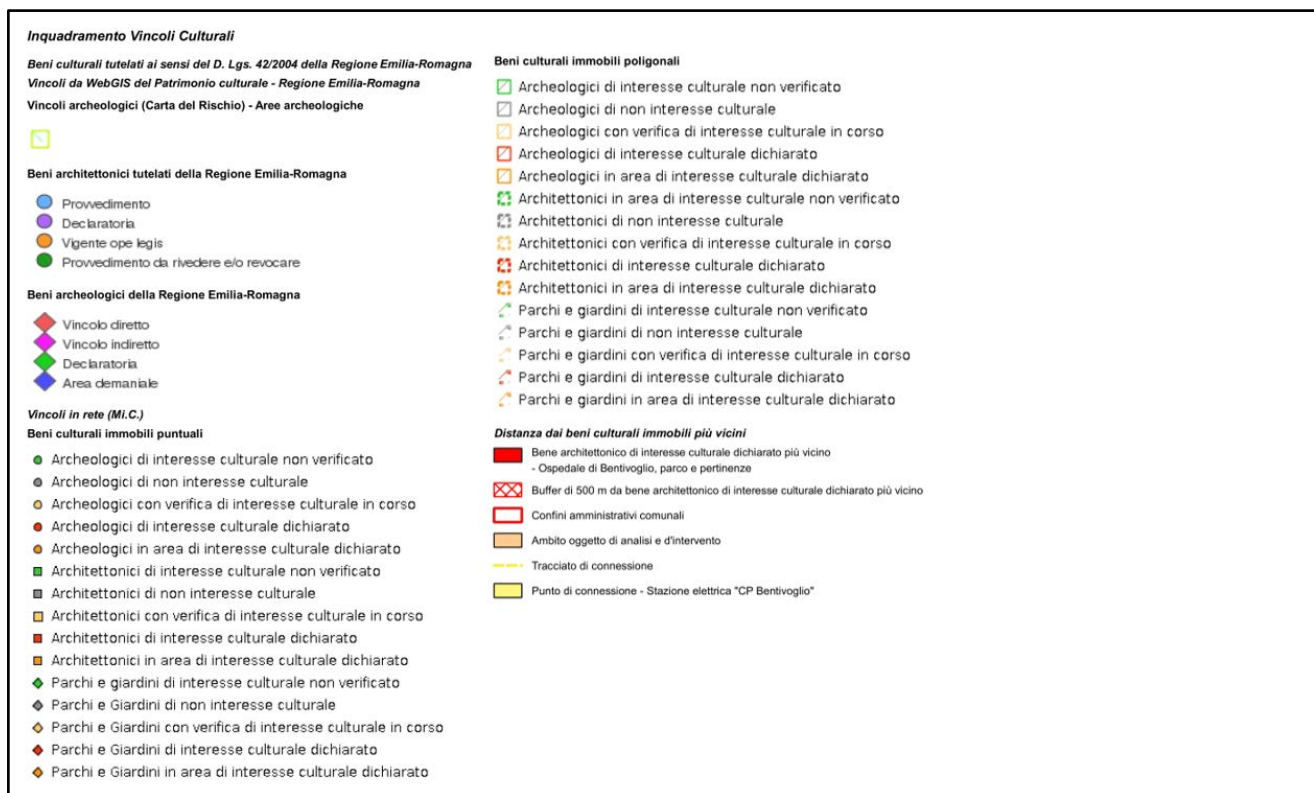 Inquadramento Vincoli Culturali
Beni culturali tutelati ai sensi del D. Lgs. 42/2004 della Regione Emilia-Romagna
Vincoli da WebGIS del Patrimonio culturale - Regione Emilia-Romagna
Vincoli archeologici (Carta del Rischio) - Aree archeologiche
Beni architettonici tutelati della Regione Emilia-Romagna
Provvedimento
Declaratoria
Vigente ope legis
Provvedimento da rivedere e/o revocare
Beni archeologici della Regione Emilia-Romagna
Vincolo diretto
Vincolo indiretto
Declaratoria
Area demaniale
Vincoli in rete (Mi.C.)
Beni culturali immobili puntuali
Archeologici di interesse culturale non verificato
Archeologici di non interesse culturale
Archeologici con verifica di interesse culturale in corso
Archeologici di interesse culturale dichiarato
Archeologici in area di interesse culturale dichiarato
Architettonici di interesse culturale non verificato
Architettonici di non interesse culturale
Architettonici con verifica di interesse culturale in corso
Architettonici di interesse culturale dichiarato
Architettonici in area di interesse culturale dichiarato
Parchi e giardini di interesse culturale non verificato
Parchi e Giardini di non interesse culturale
Parchi e Giardini con verifica di interesse culturale in corso
Parchi e Giardini di interesse culturale dichiarato
Parchi e Giardini in area di interesse culturale dichiarato
Beni culturali immobili poligonali
Archeologici di interesse culturale non verificato
Archeologici di non interesse culturale
Archeologici con verifica di interesse culturale in corso
Archeologici di interesse culturale dichiarato
Archeologici in area di interesse culturale dichiarato
Architettonici in area di interesse culturale non verificato
Architettonici di non interesse culturale
Architettonici con verifica di interesse culturale in corso
Architettonici di interesse culturale dichiarato
Architettonici in area di interesse culturale dichiarato
Parchi e giardini di interesse culturale non verificato
Parchi e giardini di non interesse culturale
Parchi e giardini con verifica di interesse culturale in corso
Parchi e giardini di interesse culturale dichiarato
Parchi e giardini in area di interesse culturale dichiarato
Distanza dai beni culturali immobili più vicini
Bene architettonico di interesse culturale dichiarato più vicino
- Ospedale di Bentivoglio, parco e pertinenze
Buffer di 500 m da bene architettonico di interesse culturale dichiarato più vicino
Confini amministrativi comunali
Ambito oggetto di analisi e d'intervento
Tracciato di connessione
Punto di connessione - Stazione elettrica "CP Bentivoglio"